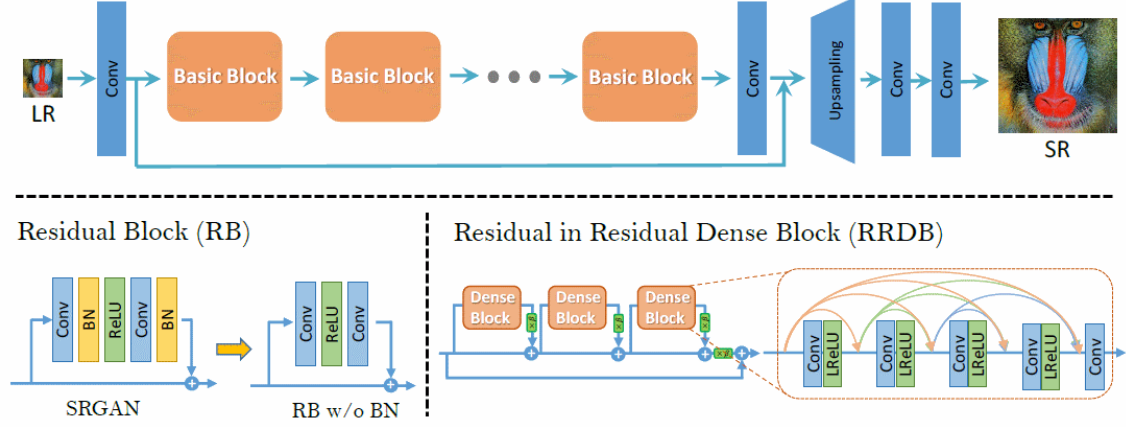 LR
Conv
Basic Block
Basic Block
Basic Block
Conv
Upsampling
Conv
Conv
SR
Residual Block (RB)
Conv
BN
ReLU
Conv
BN
SRGAN
Conv
ReLU
Conv
RB w/o BN
Residual in Residual Dense Block (RRDB)
Dense
Block
×β
Dense
Block
×β
Dense
Block
×β
×β
Conv
LReLU
Conv
LReLU
Conv
LReLU
Conv
LReLU
Conv